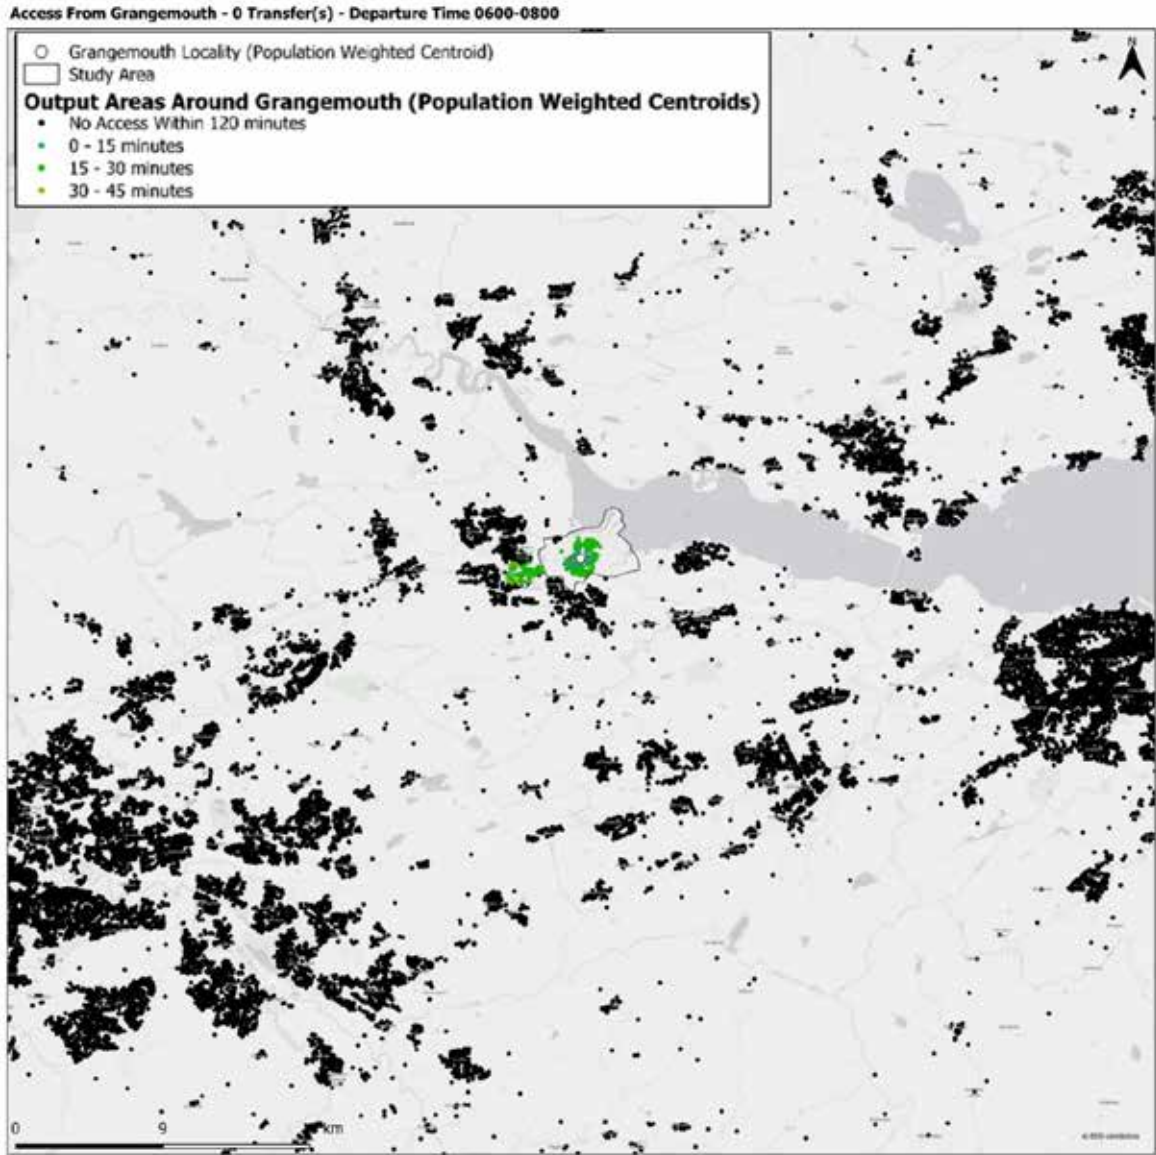 Access From Grangemouth - 0 Transfer(s) - Departure Time 0600-0800
N
Grangemouth Locality (Population Weighted Centroid)
Study Area
Output Areas Around Grangemouth (Population Weighted Centroids)
No Access Within 120 minutes
0 - 15 minutes
15 - 30 minutes
30 - 45 minutes
0 9 km